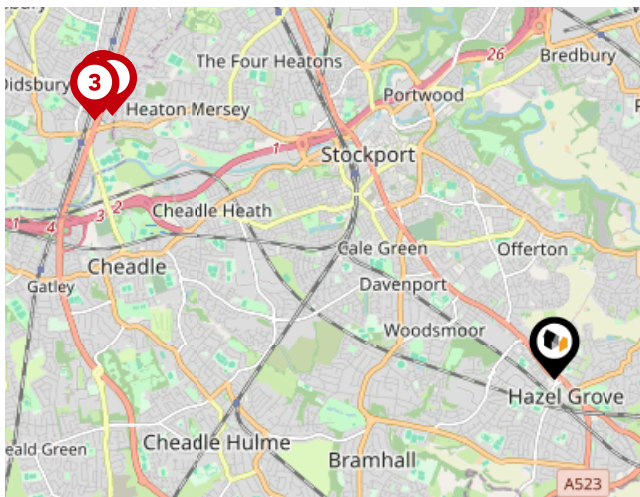 The Four Heatons
26
Bredbury
Didsbury
3
Portwood
Heaton Mersey
1
Stockport
1
4
3
2
Cheadle Heath
Cale Green
Offerton
Cheadle
Gatley
Davenport
Woodsmoor
Hazel Grove
Cheadle Hulme
eald Green
Bramhall
A523